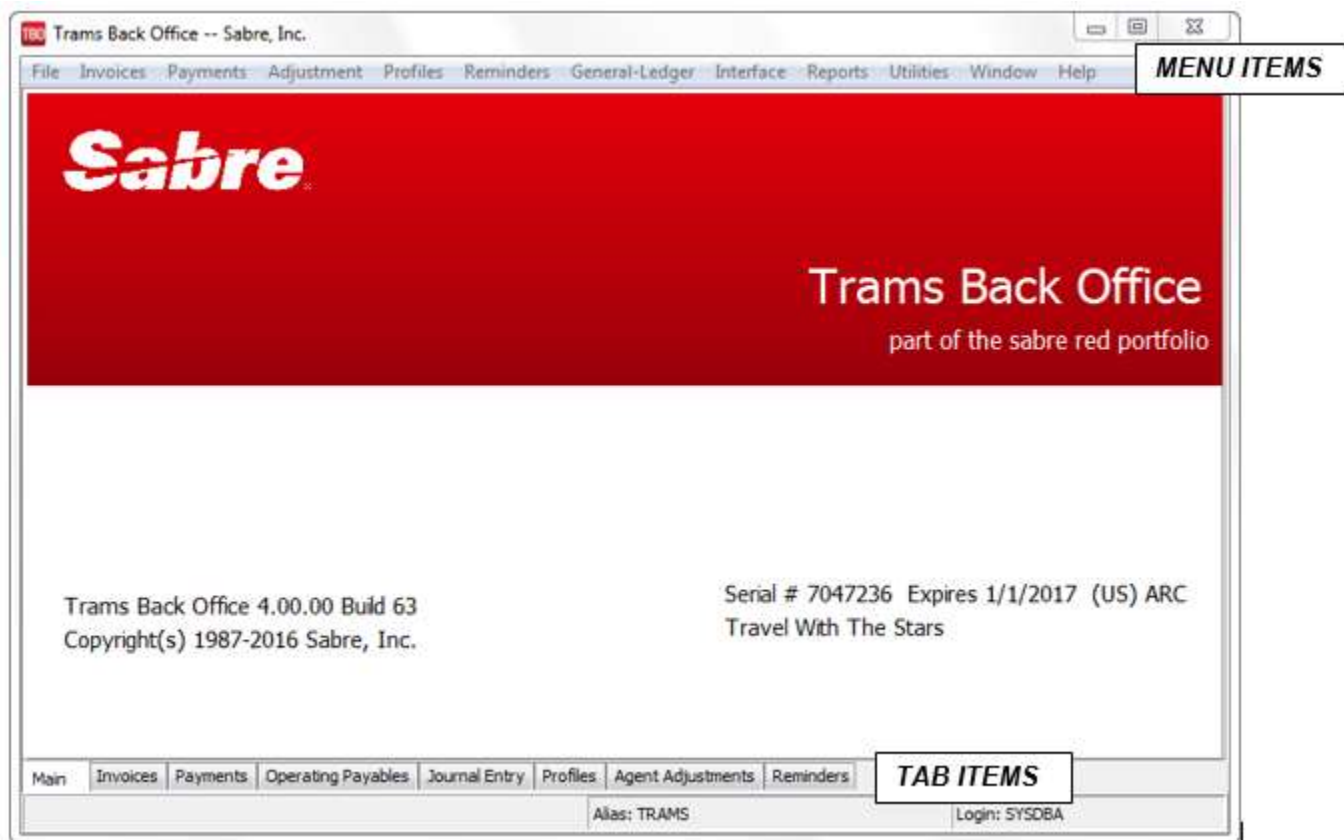 TBO Trams Back Office -- Sabre, Inc.
File Invoices Payments Adjustment Profiles Reminders General-Ledger Interface Reports Utilities Window Help
MENU ITEMS
Sabre
Trams Back Office
part of the sabre red portfolio
Trams Back Office 4.00.00 Build 63
Copyright(s) 1987-2016 Sabre, Inc.
Serial # 7047236 Expires 1/1/2017 (US) ARC
Travel With The Stars
Main Invoices Payments Operating Payables Journal Entry Profiles Agent Adjustments Reminders
TAB ITEMS
Alias: TRAMS Login: SYSDBA